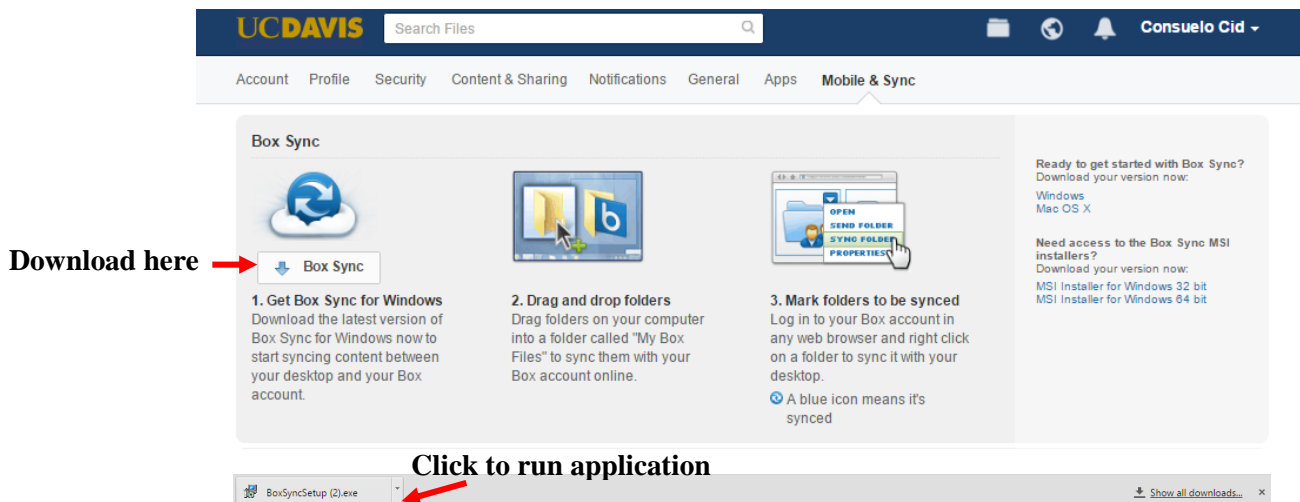 UCDAVIS Search Files Consuelo Cid
Account Profile Security Content & Sharing Notifications General Apps Mobile & Sync
Box Sync
Download here
Box Sync
1. Get Box Sync for Windows
Download the latest version of
Box Sync for Windows now to
start syncing content between
your desktop and your Box
account.
b
2. Drag and drop folders
Drag folders on your computer
into a folder called "My Box
Files" to sync them with your
Box account online.
OPEN
SEND FOLDER
SYNC FOLDER
PROPERTIES
3. Mark folders to be synced
Log in to your Box account in
any web browser and right click
on a folder to sync it with your
desktop.
A blue icon means it's
synced
Ready to get started with Box Sync?
Download your version now:
Windows
Mac OS X
Need access to the Box Sync MSI
installers?
Download your version now:
MSI Installer for Windows 32 bit
MSI Installer for Windows 64 bit
Click to run application
BoxSyncSetup (2).exe
Show all downloads... ×